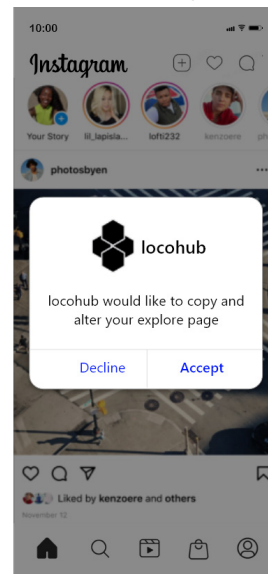 10:00
Instagram
Your Story lil_lapisla... lofti232 kenzoere ph
photosbyen
locohub
locohub would like to copy and
alter your explore page
Decline Accept
Liked by kenzoere and others
November 12